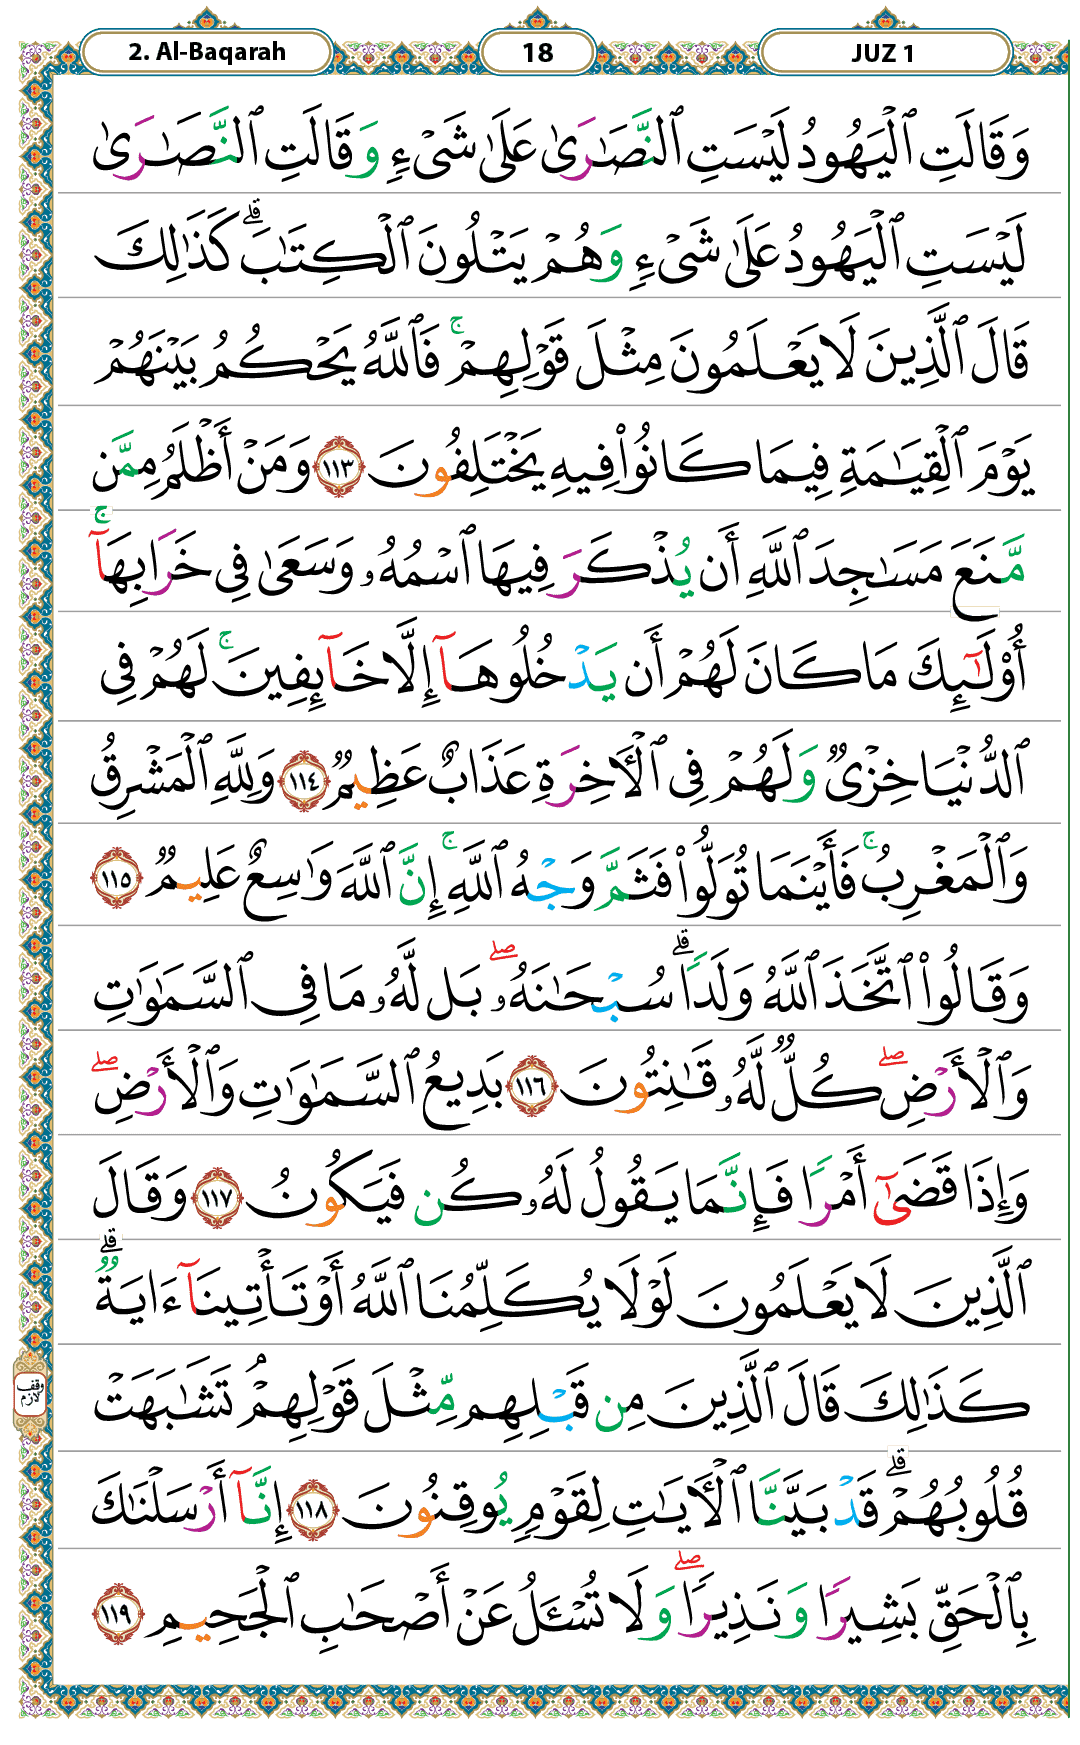 2. Al-Baqarah 18 JUZ 1
وَقَالَتِ ٱلْيَهُودُ لَيْسَتِ ٱلنَّصَـٰرَىٰ عَلَىٰ شَىْءٍ وَقَالَتِ ٱلنَّصَـٰرَىٰ
لَيْسَتِ ٱلْيَهُودُ عَلَىٰ شَىْءٍ وَهُمْ يَتْلُونَ ٱلْكِتَـٰبَ ۗ كَذَٰلِكَ
قَالَ ٱلَّذِينَ لَا يَعْلَمُونَ مِثْلَ قَوْلِهِمْ ۚ فَٱللَّهُ يَحْكُمُ بَيْنَهُمْ
يَوْمَ ٱلْقِيَـٰمَةِ فِيمَا كَانُوا۟ فِيهِ يَخْتَلِفُونَ ١١٣ وَمَنْ أَظْلَمُ مِمَّن
مَّنَعَ مَسَـٰجِدَ ٱللَّهِ أَن يُذْكَرَ فِيهَا ٱسْمُهُۥ وَسَعَىٰ فِى خَرَابِهَآ ۚ
أُو۟لَـٰٓئِكَ مَا كَانَ لَهُمْ أَن يَدْخُلُوهَآ إِلَّا خَآئِفِينَ ۚ لَهُمْ فِى
ٱلدُّنْيَا خِزْىٌ وَلَهُمْ فِى ٱلْـَٔاخِرَةِ عَذَابٌ عَظِيمٌ ١١٤ وَلِلَّهِ ٱلْمَشْرِقُ
وَٱلْمَغْرِبُ ۚ فَأَيْنَمَا تُوَلُّوا۟ فَثَمَّ وَجْهُ ٱللَّهِ ۚ إِنَّ ٱللَّهَ وَٰسِعٌ عَلِيمٌ ١١٥
وَقَالُوا۟ ٱتَّخَذَ ٱللَّهُ وَلَدًا ۗ سُبْحَـٰنَهُۥ ۖ بَل لَّهُۥ مَا فِى ٱلسَّمَـٰوَٰتِ
وَٱلْأَرْضِ ۖ كُلٌّ لَّهُۥ قَـٰنِتُونَ ١١٦ بَدِيعُ ٱلسَّمَـٰوَٰتِ وَٱلْأَرْضِ ۖ
وَإِذَا قَضَىٰٓ أَمْرًا فَإِنَّمَا يَقُولُ لَهُۥ كُن فَيَكُونُ ١١٧ وَقَالَ
ٱلَّذِينَ لَا يَعْلَمُونَ لَوْلَا يُكَلِّمُنَا ٱللَّهُ أَوْ تَأْتِينَآ ءَايَةٌ ۗ
كَذَٰلِكَ قَالَ ٱلَّذِينَ مِن قَبْلِهِم مِّثْلَ قَوْلِهِمْ ۘ تَشَـٰبَهَتْ
وقف لازم
قُلُوبُهُمْ ۗ قَدْ بَيَّنَّا ٱلْـَٔايَـٰتِ لِقَوْمٍ يُوقِنُونَ ١١٨ إِنَّآ أَرْسَلْنَـٰكَ
بِٱلْحَقِّ بَشِيرًا وَنَذِيرًا ۖ وَلَا تُسْـَٔلُ عَنْ أَصْحَـٰبِ ٱلْجَحِيمِ ١١٩